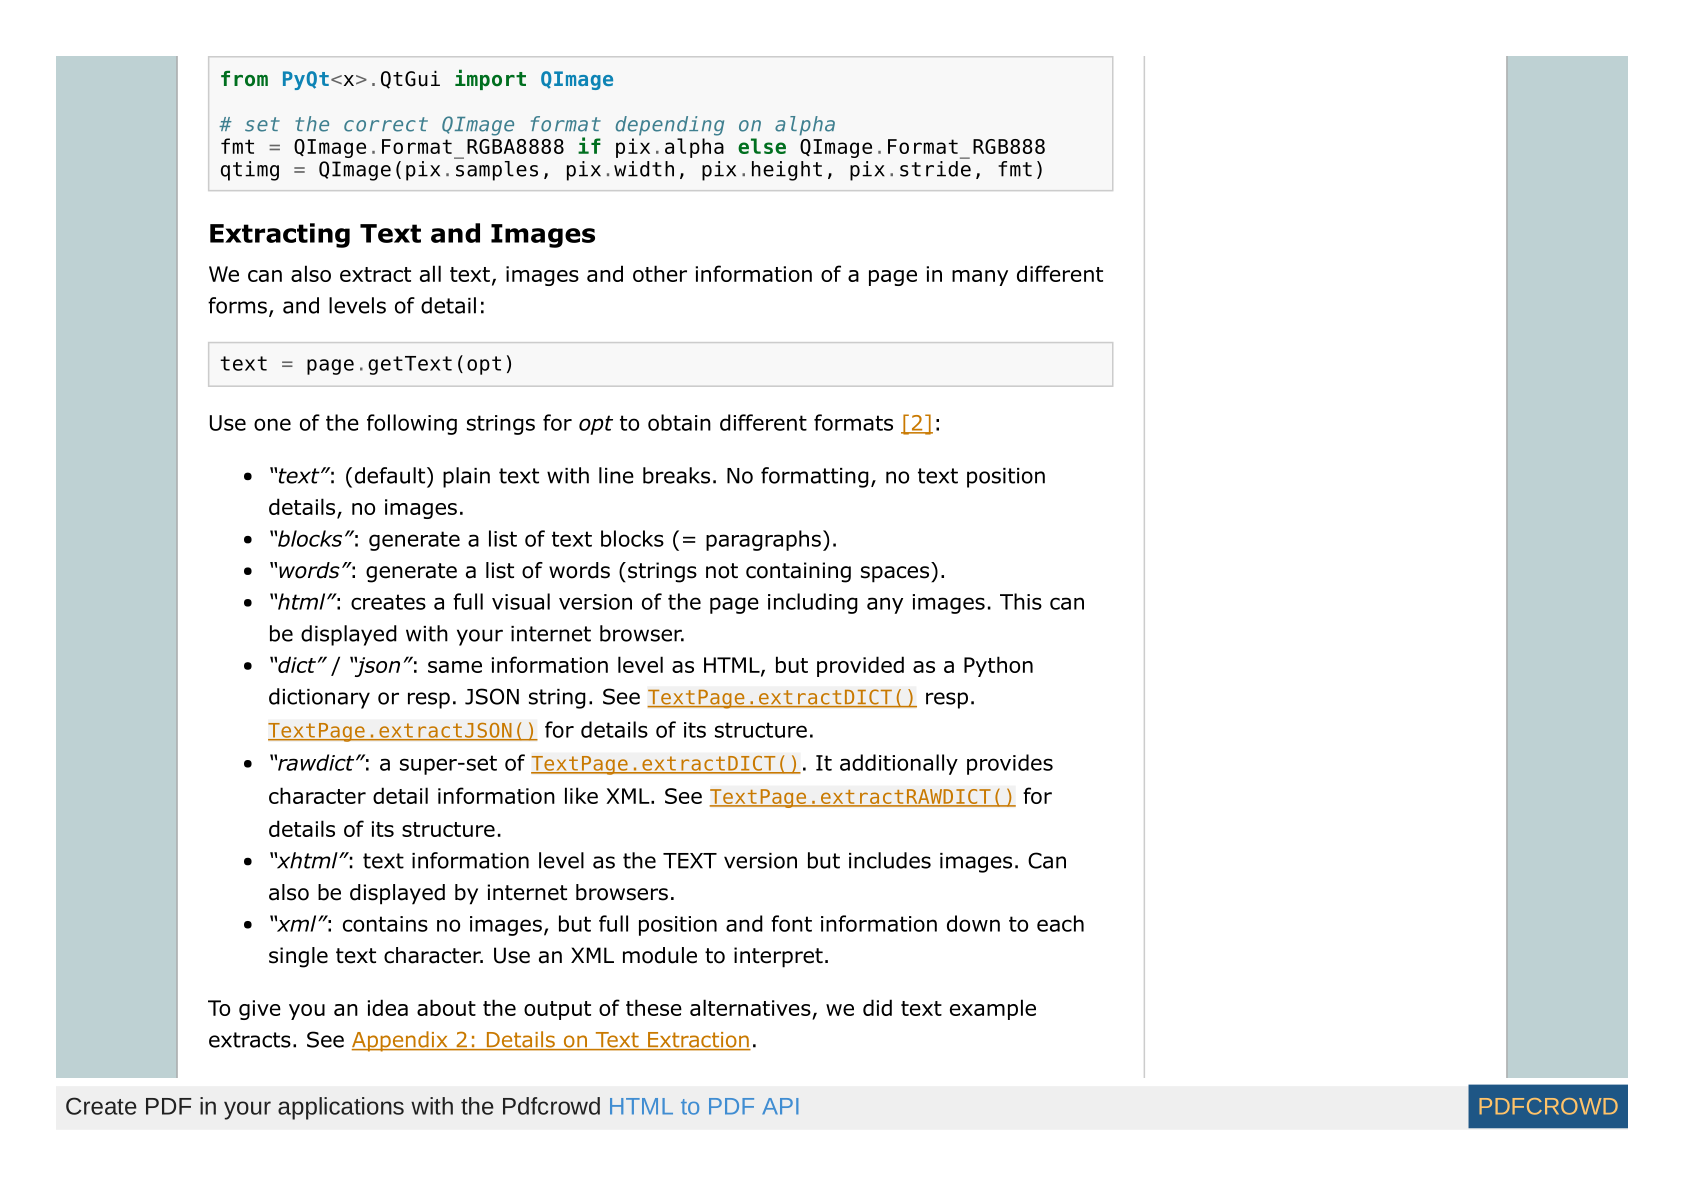 from PyQt<x>.QtGui import QImage
# set the correct QImage format depending on alpha
fmt = QImage.Format_RGBA8888 if pix.alpha else QImage.Format_RGB888
qtimg = QImage(pix.samples, pix.width, pix.height, pix.stride, fmt)
Extracting Text and Images
We can also extract all text, images and other information of a page in many different
forms, and levels of detail:
text = page.getText(opt)
Use one of the following strings for opt to obtain different formats [2]:
• “text”: (default) plain text with line breaks. No formatting, no text position
details, no images.
• “blocks”: generate a list of text blocks (= paragraphs).
• “words”: generate a list of words (strings not containing spaces).
• “html”: creates a full visual version of the page including any images. This can
be displayed with your internet browser.
• “dict” / “json”: same information level as HTML, but provided as a Python
dictionary or resp. JSON string. See TextPage.extractDICT() resp.
TextPage.extractJSON() for details of its structure.
• “rawdict”: a super-set of TextPage.extractDICT(). It additionally provides
character detail information like XML. See TextPage.extractRAWDICT() for
details of its structure.
• “xhtml”: text information level as the TEXT version but includes images. Can
also be displayed by internet browsers.
• “xml”: contains no images, but full position and font information down to each
single text character. Use an XML module to interpret.
To give you an idea about the output of these alternatives, we did text example
extracts. See Appendix 2: Details on Text Extraction.
Create PDF in your applications with the Pdfcrowd HTML to PDF API
PDFCROWD